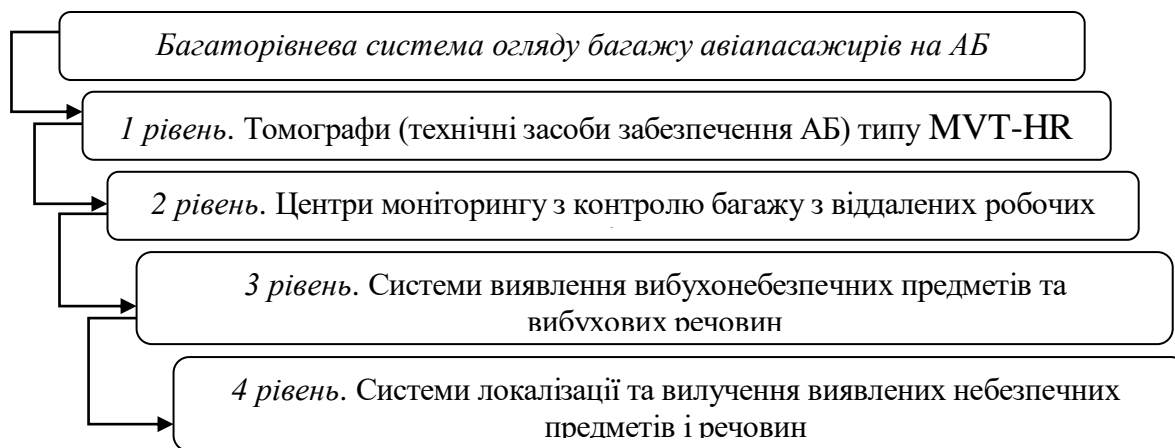 Багаторівнева система огляду багажу авіапасажирів на АБ
1 рівень. Томографи (технічні засоби забезпечення АБ) типу MVT-HR
2 рівень. Центри моніторингу з контролю багажу з віддалених робочих
3 рівень. Системи виявлення вибухонебезпечних предметів та
вибухових речовин
4 рівень. Системи локалізації та вилучення виявлених небезпечних
предметів і речовин